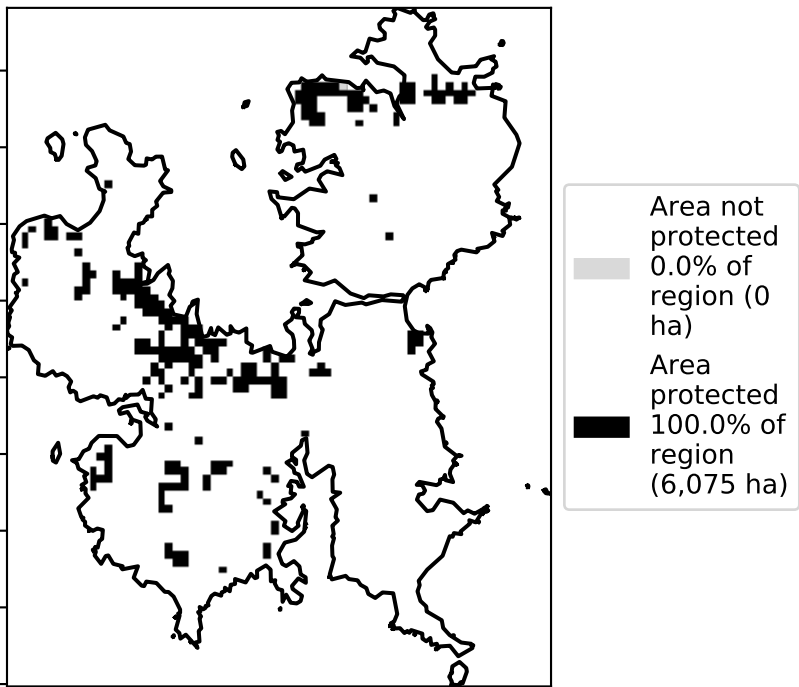 Area not
protected
0.0% of
region (0
ha)
Area
protected
100.0% of
region
(6,075 ha)